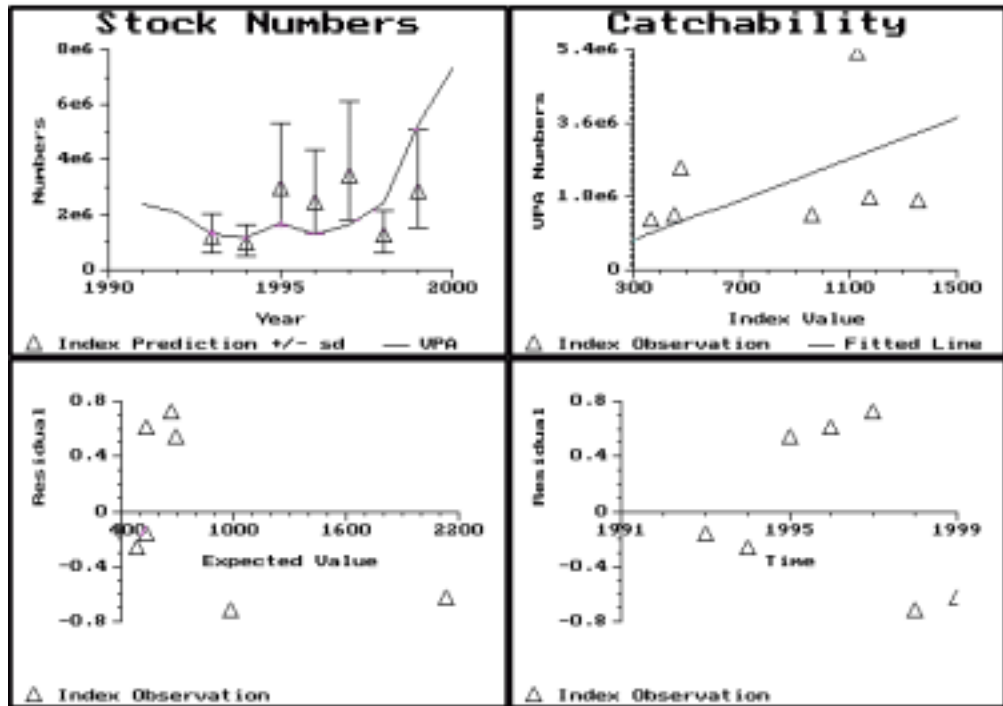 Stock Numbers
8e6
6e6
4e6
2e6
0
Numbers
1990
1995
2000
Year
△ Index Prediction +/- sd — VPA
Catchability
5.4e6
3.6e6
1.8e6
0
VPA Numbers
300
700
1100
1500
Index Value
△ Index Observation — Fitted Line
0.8
0.4
0
-0.4
-0.8
Residual
400
1000
1600
2200
Expected Value
△ Index Observation
0.8
0.4
0
-0.4
-0.8
Residual
1991
1995
1999
Time
△ Index Observation